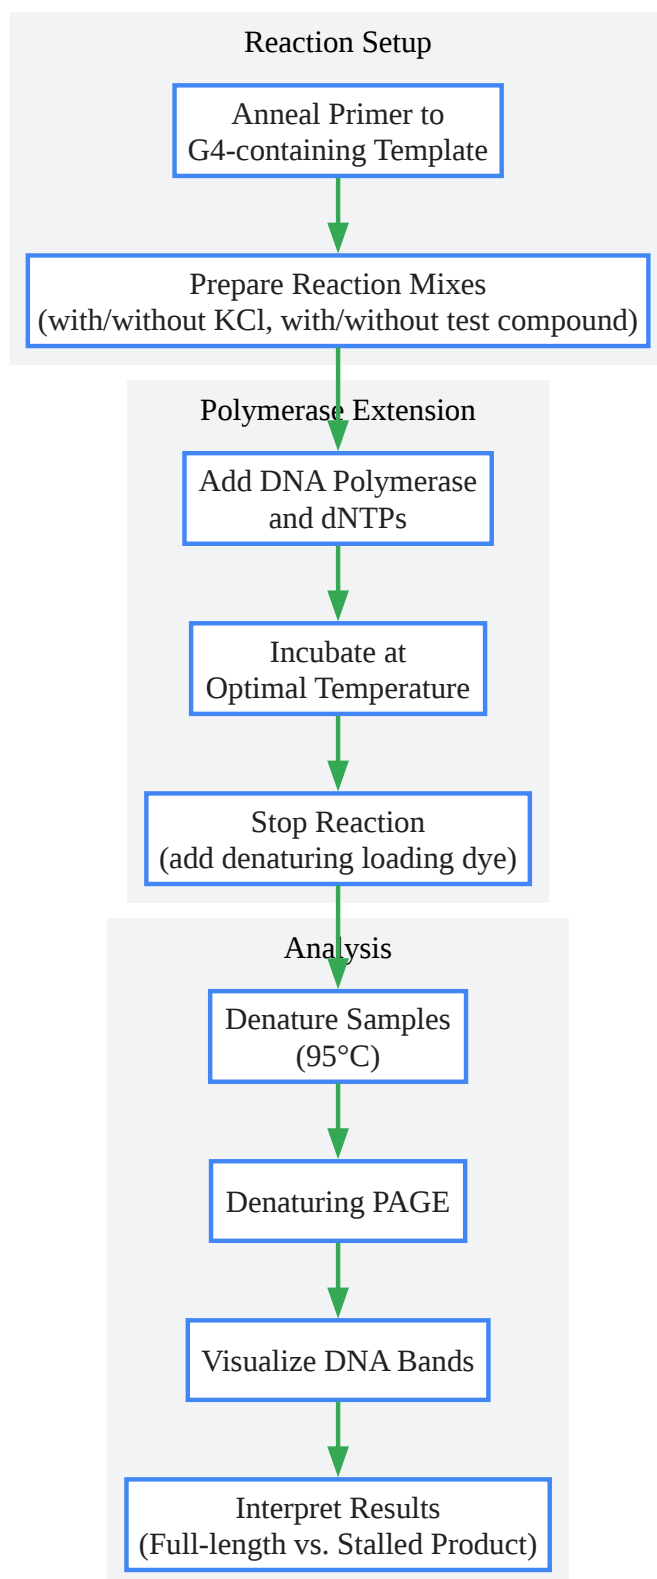 Reaction Setup
Anneal Primer to
G4-containing Template
Prepare Reaction Mixes
(with/without KCl, with/without test compound)
Polymerase Extension
Add DNA Polymerase
and dNTPs
Incubate at
Optimal Temperature
Stop Reaction
(add denaturing loading dye)
Analysis
Denature Samples
(95°C)
Denaturing PAGE
Visualize DNA Bands
Interpret Results
(Full-length vs. Stalled Product)